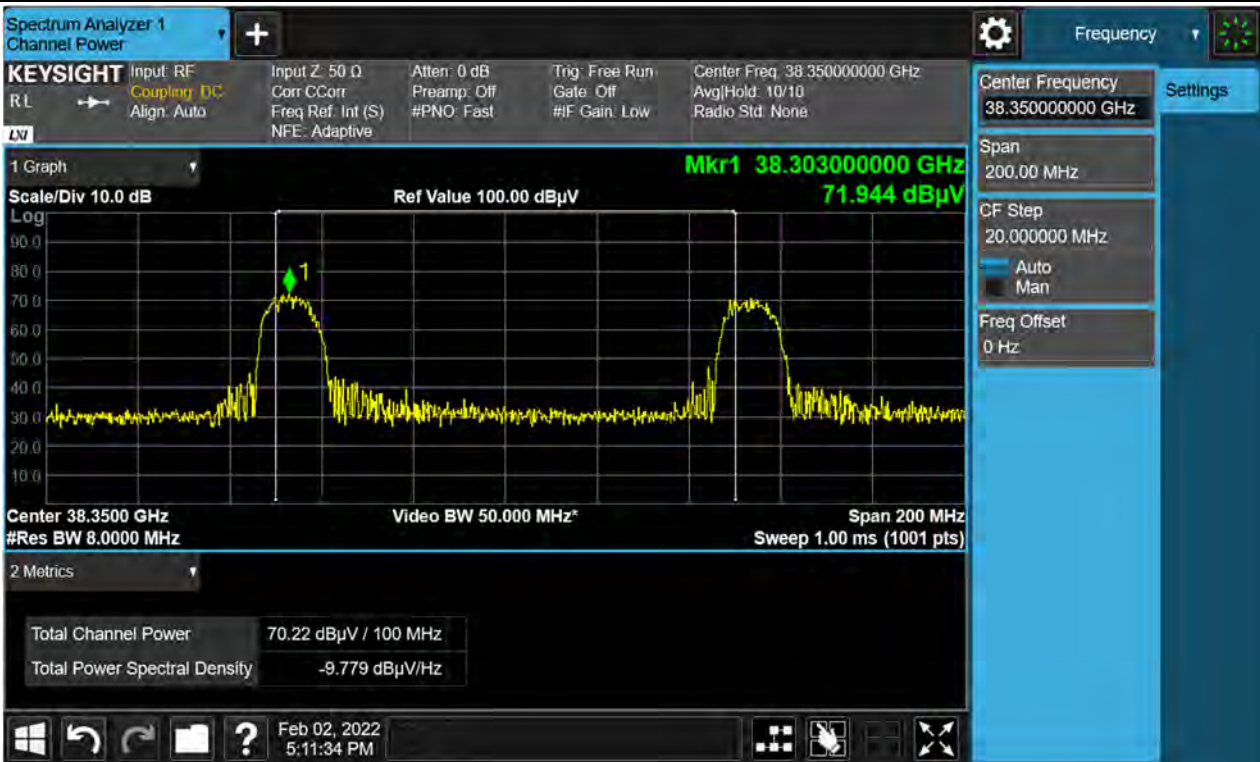 Spectrum Analyzer 1
Channel Power
+
Frequency
KEYSIGHT
RL
LXI
Input: RF
Coupling: DC
Align: Auto
Input Z: 50 Ω
Corr CCorr
Freq Ref: Int (S)
NFE: Adaptive
Atten: 0 dB
Preamp: Off
#PNO: Fast
Trig: Free Run
Gate: Off
#IF Gain: Low
Center Freq: 38.350000000 GHz
Avg|Hold: 10/10
Radio Std: None
Center Frequency
38.350000000 GHz
Settings
Span
200.00 MHz
CF Step
20.000000 MHz
Auto
Man
Freq Offset
0 Hz
1 Graph
Mkr1 38.303000000 GHz
71.944 dBµV
Scale/Div 10.0 dB
Ref Value 100.00 dBµV
Log
90.0
80.0
1
70.0
60.0
50.0
40.0
30.0
20.0
10.0
Center 38.3500 GHz
Video BW 50.000 MHz*
Span 200 MHz
#Res BW 8.0000 MHz
Sweep 1.00 ms (1001 pts)
2 Metrics
Total Channel Power 70.22 dBµV / 100 MHz
Total Power Spectral Density -9.779 dBµV/Hz
?
Feb 02, 2022
5:11:34 PM